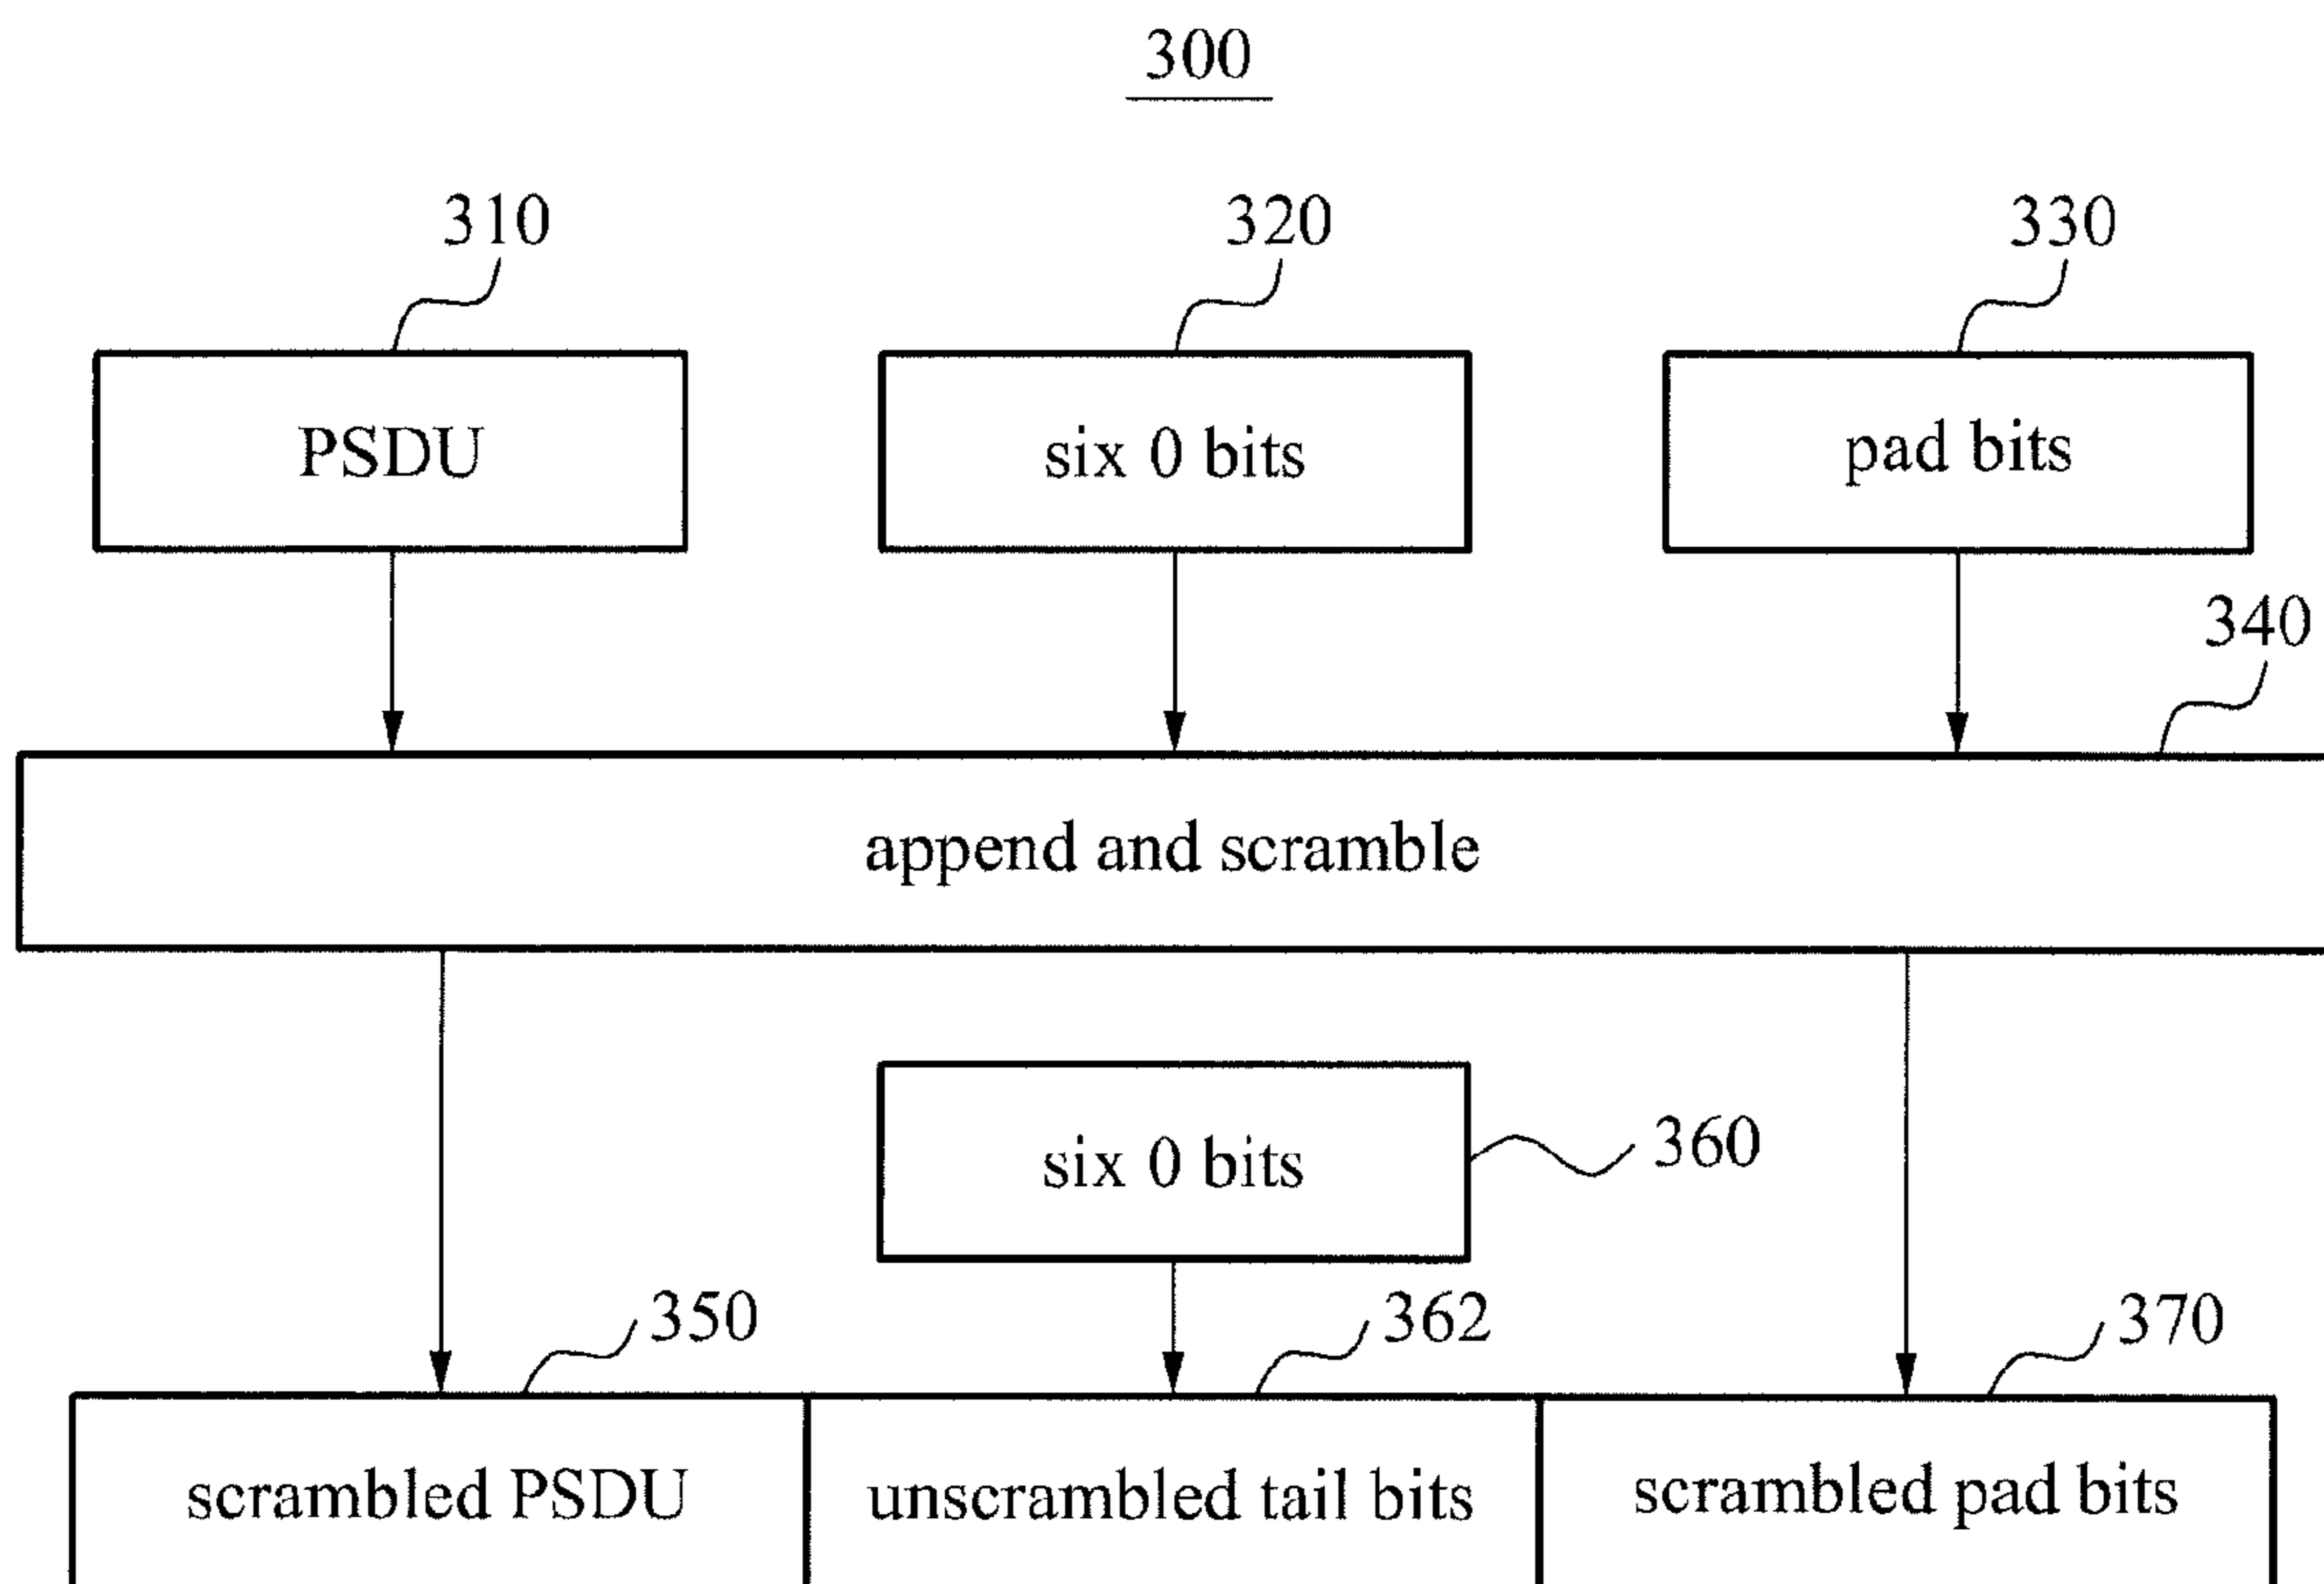 300
310
320
330
PSDU
six 0 bits
pad bits
340
append and scramble
six 0 bits
360
350
362
370
scrambled PSDU
unscrambled tail bits
scrambled pad bits